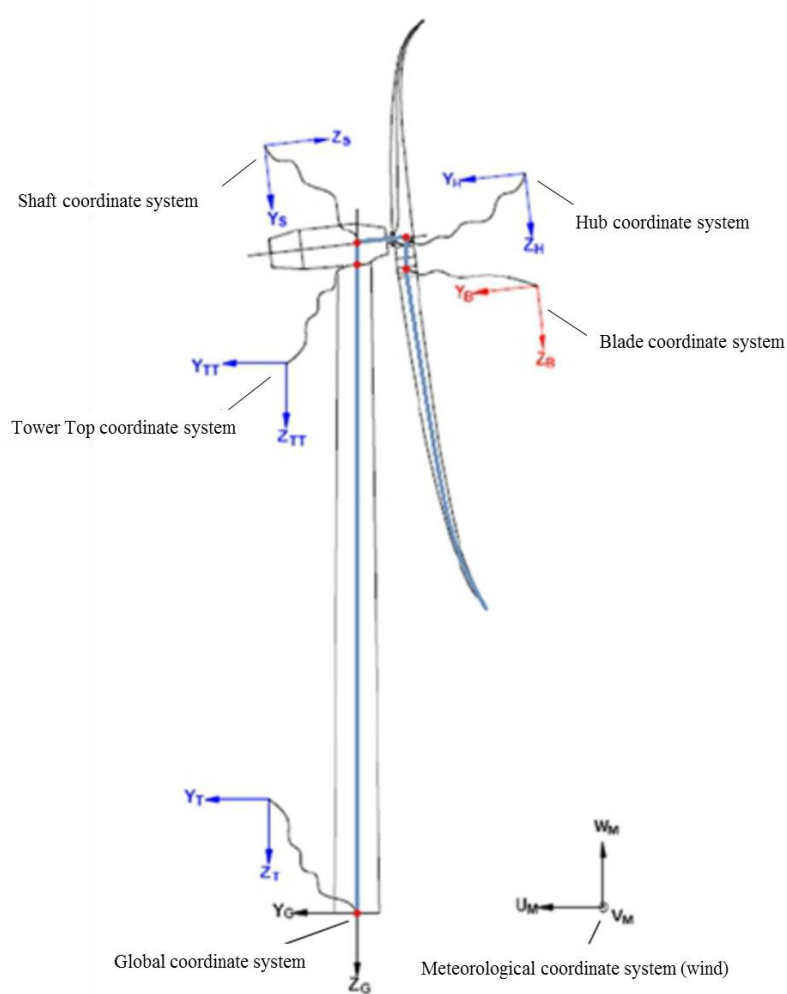 ZS
Shaft coordinate system
YS
YH
Hub coordinate system
ZH
YB
Blade coordinate system
ZB
YTT
Tower Top coordinate system
ZTT
YT
ZT
WM
YG
UM
VM
Global coordinate system
Meteorological coordinate system (wind)
ZG